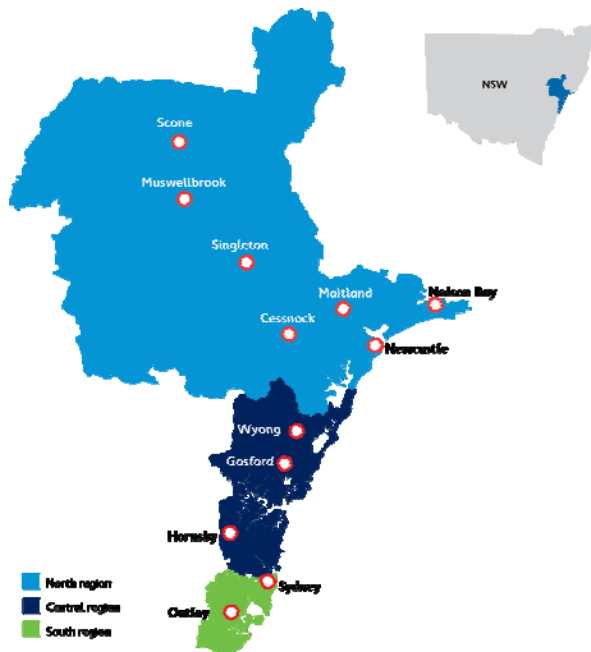 NSW
Scone
Muswellbrook
Singleton
Maitland
Nelson Bay
Cessnock
Newcastle
Wyong
Gosford
Hornsby
Sydney
Oatley
North region
Central region
South region